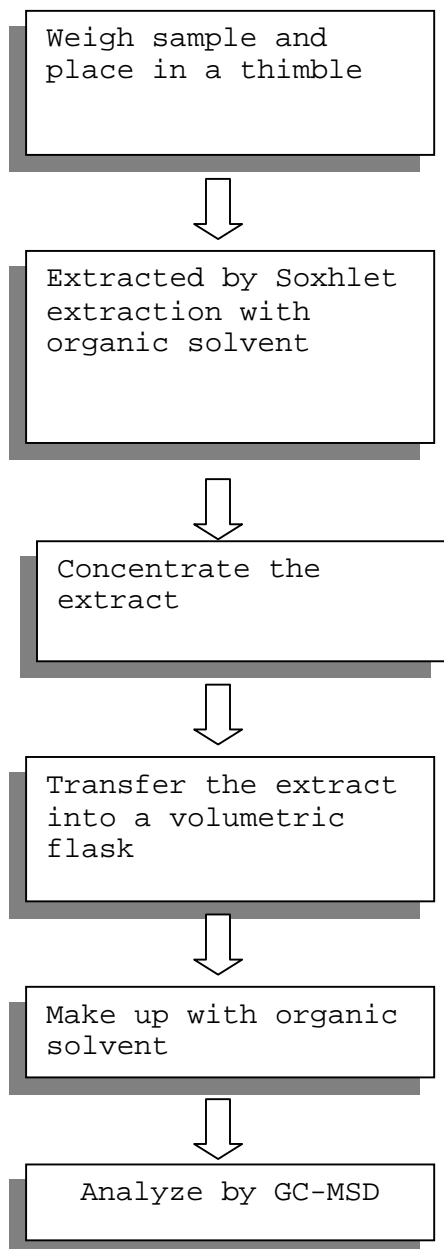 Weigh sample and
place in a thimble
Extracted by Soxhlet
extraction with
organic solvent
Concentrate the
extract
Transfer the extract
into a volumetric
flask
Make up with organic
solvent
Analyze by GC-MSD